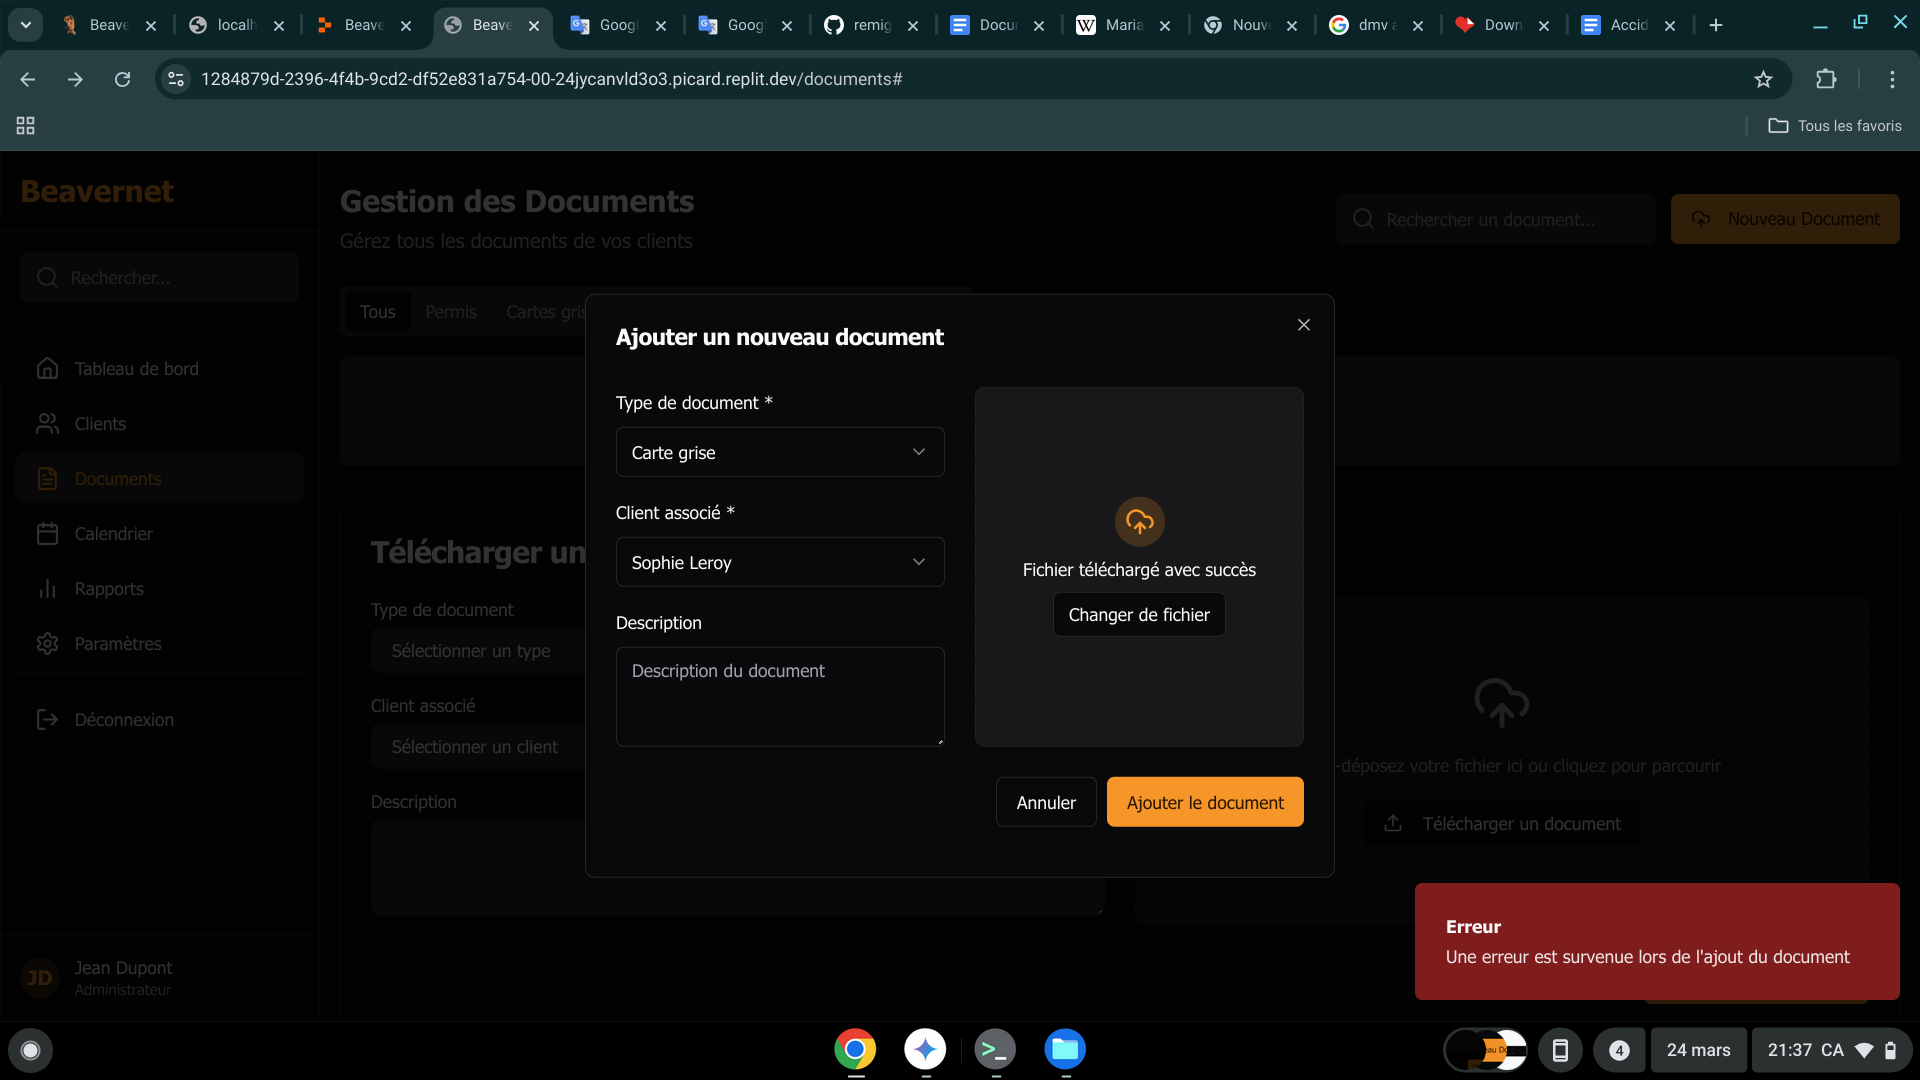 Beave
localh
Beave
Beave
Googl
Googl
remig
Docur
Maria
Nouve
dmv a
Down
Accid
1284879d-2396-4f4b-9cd2-df52e831a754-00-24jycanvld3o3.picard.replit.dev/documents#
Tous les favoris
Beavernet
Rechercher...
Tableau de bord
Clients
Documents
Calendrier
Rapports
Paramètres
Déconnexion
JD
Jean Dupont
Administrateur
Gestion des Documents
Gérez tous les documents de vos clients
Rechercher un document...
Nouveau Document
Tous
Permis
Cartes gris
Télécharger un
Type de document
Sélectionner un type
Client associé
Sélectionner un client
Description
-déposez votre fichier ici ou cliquez pour parcourir
Télécharger un document
Ajouter un nouveau document
Type de document *
Carte grise
Client associé *
Sophie Leroy
Description
Description du document
Fichier téléchargé avec succès
Changer de fichier
Annuler
Ajouter le document
Erreur
Une erreur est survenue lors de l'ajout du document
4
24 mars
21:37 CA